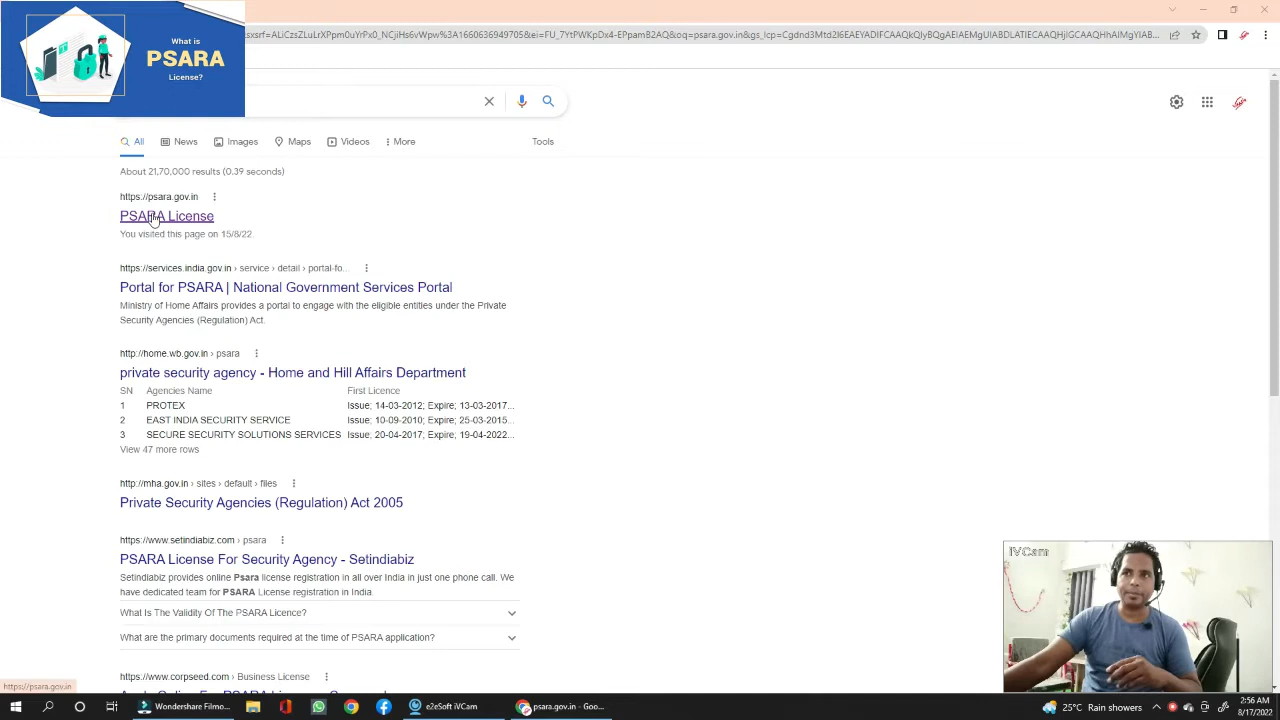 What is
PSARA
License?
All News Images Maps Videos More Tools
About 21,70,000 results (0.39 seconds)
https://psara.gov.in
PSARA License
You visited this page on 15/8/22
https://services.india.gov.in › service › detail › portal-fo...
Portal for PSARA | National Government Services Portal
Ministry of Home Affairs provides a portal to engage with the eligible entities under the Private
Security Agencies (Regulation) Act.
http://home.wb.gov.in › psara
private security agency - Home and Hill Affairs Department
SN Agencies Name First Licence
1 PROTEX Issue; 14-03-2012; Expire; 13-03-2017...
2 EAST INDIA SECURITY SERVICE Issue; 10-09-2010; Expire; 25-03-2015...
3 SECURE SECURITY SOLUTIONS SERVICES Issue; 20-04-2017; Expire; 19-04-2022...
View 47 more rows
http://mha.gov.in › sites › default › files
Private Security Agencies (Regulation) Act 2005
https://www.setindiabiz.com › psara
PSARA License For Security Agency - Setindiabiz
Setindiabiz provides online Psara license registration in all over India in just one phone call. We
have dedicated team for PSARA License registration in India.
What Is The Validity Of The PSARA Licence?
What are the primary documents required at the time of PSARA application?
https://www.corpseed.com › Business License
https://psara.gov.in
iVCam
Wondershare Filmo... e2eSoft iVCam psara.gov.in - Goo... 25°C Rain showers
2:56 AM
8/17/2022